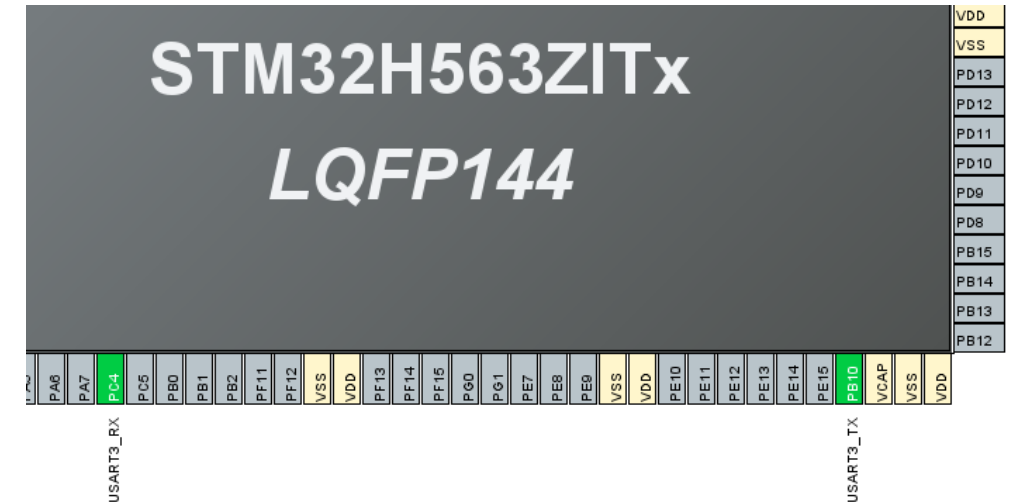 STM32H563ZITx
LQFP144
VDD
VSS
PD13
PD12
PD11
PD10
PD9
PD8
PB15
PB14
PB13
PB12
PA6
PA7
PC4
PC5
PB0
PB1
PB2
PF11
PF12
VSS
VDD
PF13
PF14
PF15
PG0
PG1
PE7
PE8
PE9
VSS
VDD
PE10
PE11
PE12
PE13
PE14
PE15
PB10
VCAP
VSS
VDD
USART3_RX
USART3_TX